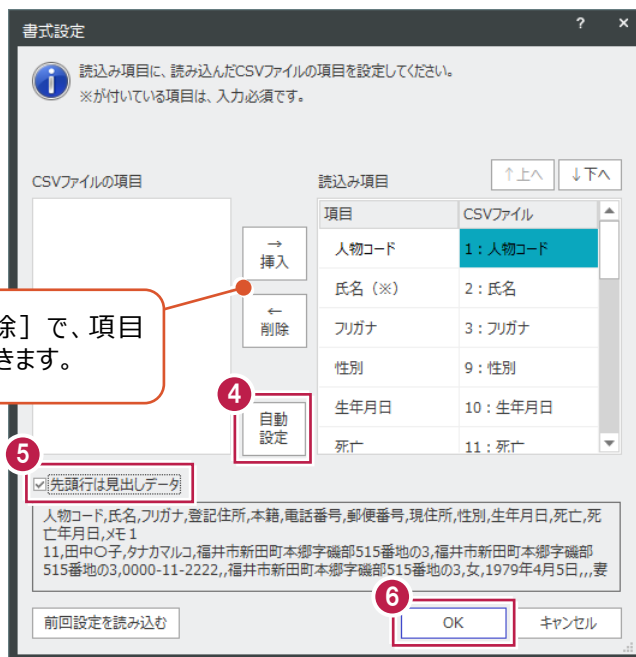 書式設定
? ×
読込み項目に、読み込んだCSVファイルの項目を設定してください。
※が付いている項目は、入力必須です。
CSVファイルの項目
読込み項目
↑上へ
↓下へ
→
挿入
←
削除
項目 CSVファイル
人物コード 1:人物コード
氏名(※) 2:氏名
フリガナ 3:フリガナ
性別 9:性別
生年月日 10:生年月日
死亡 11:死亡
除]で、項目
きます。
4
自動
設定
5
先頭行は見出しデータ
人物コード,氏名,フリガナ,登記住所,本籍,電話番号,郵便番号,現住所,性別,生年月日,死亡,死
亡年月日,メモ1
11,田中〇子,タナカマルコ,福井市新田町本郷字磯部515番地の3,福井市新田町本郷字磯部
515番地の3,0000-11-2222,,福井市新田町本郷字磯部515番地の3,女,1979年4月5日,,,妻
6
前回設定を読み込む
OK
キャンセル